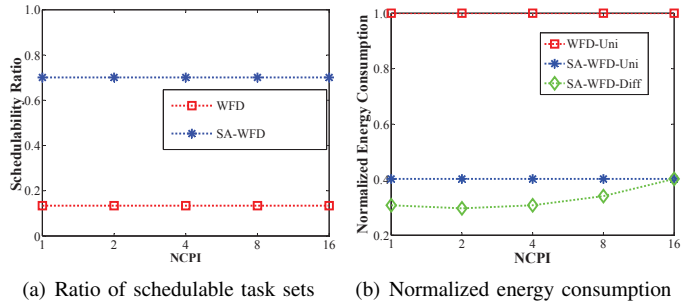 1.0
0.8
0.6
0.4
0.2
0
Schedulability Ratio
WFD
SA-WFD
1 2 4 8 16
NCPI
(a) Ratio of schedulable task sets
1.0
0.8
0.6
0.4
0.2
Normalized Energy Consumption
WFD-Uni
SA-WFD-Uni
SA-WFD-Diff
1 2 4 8 16
NCPI
(b) Normalized energy consumption